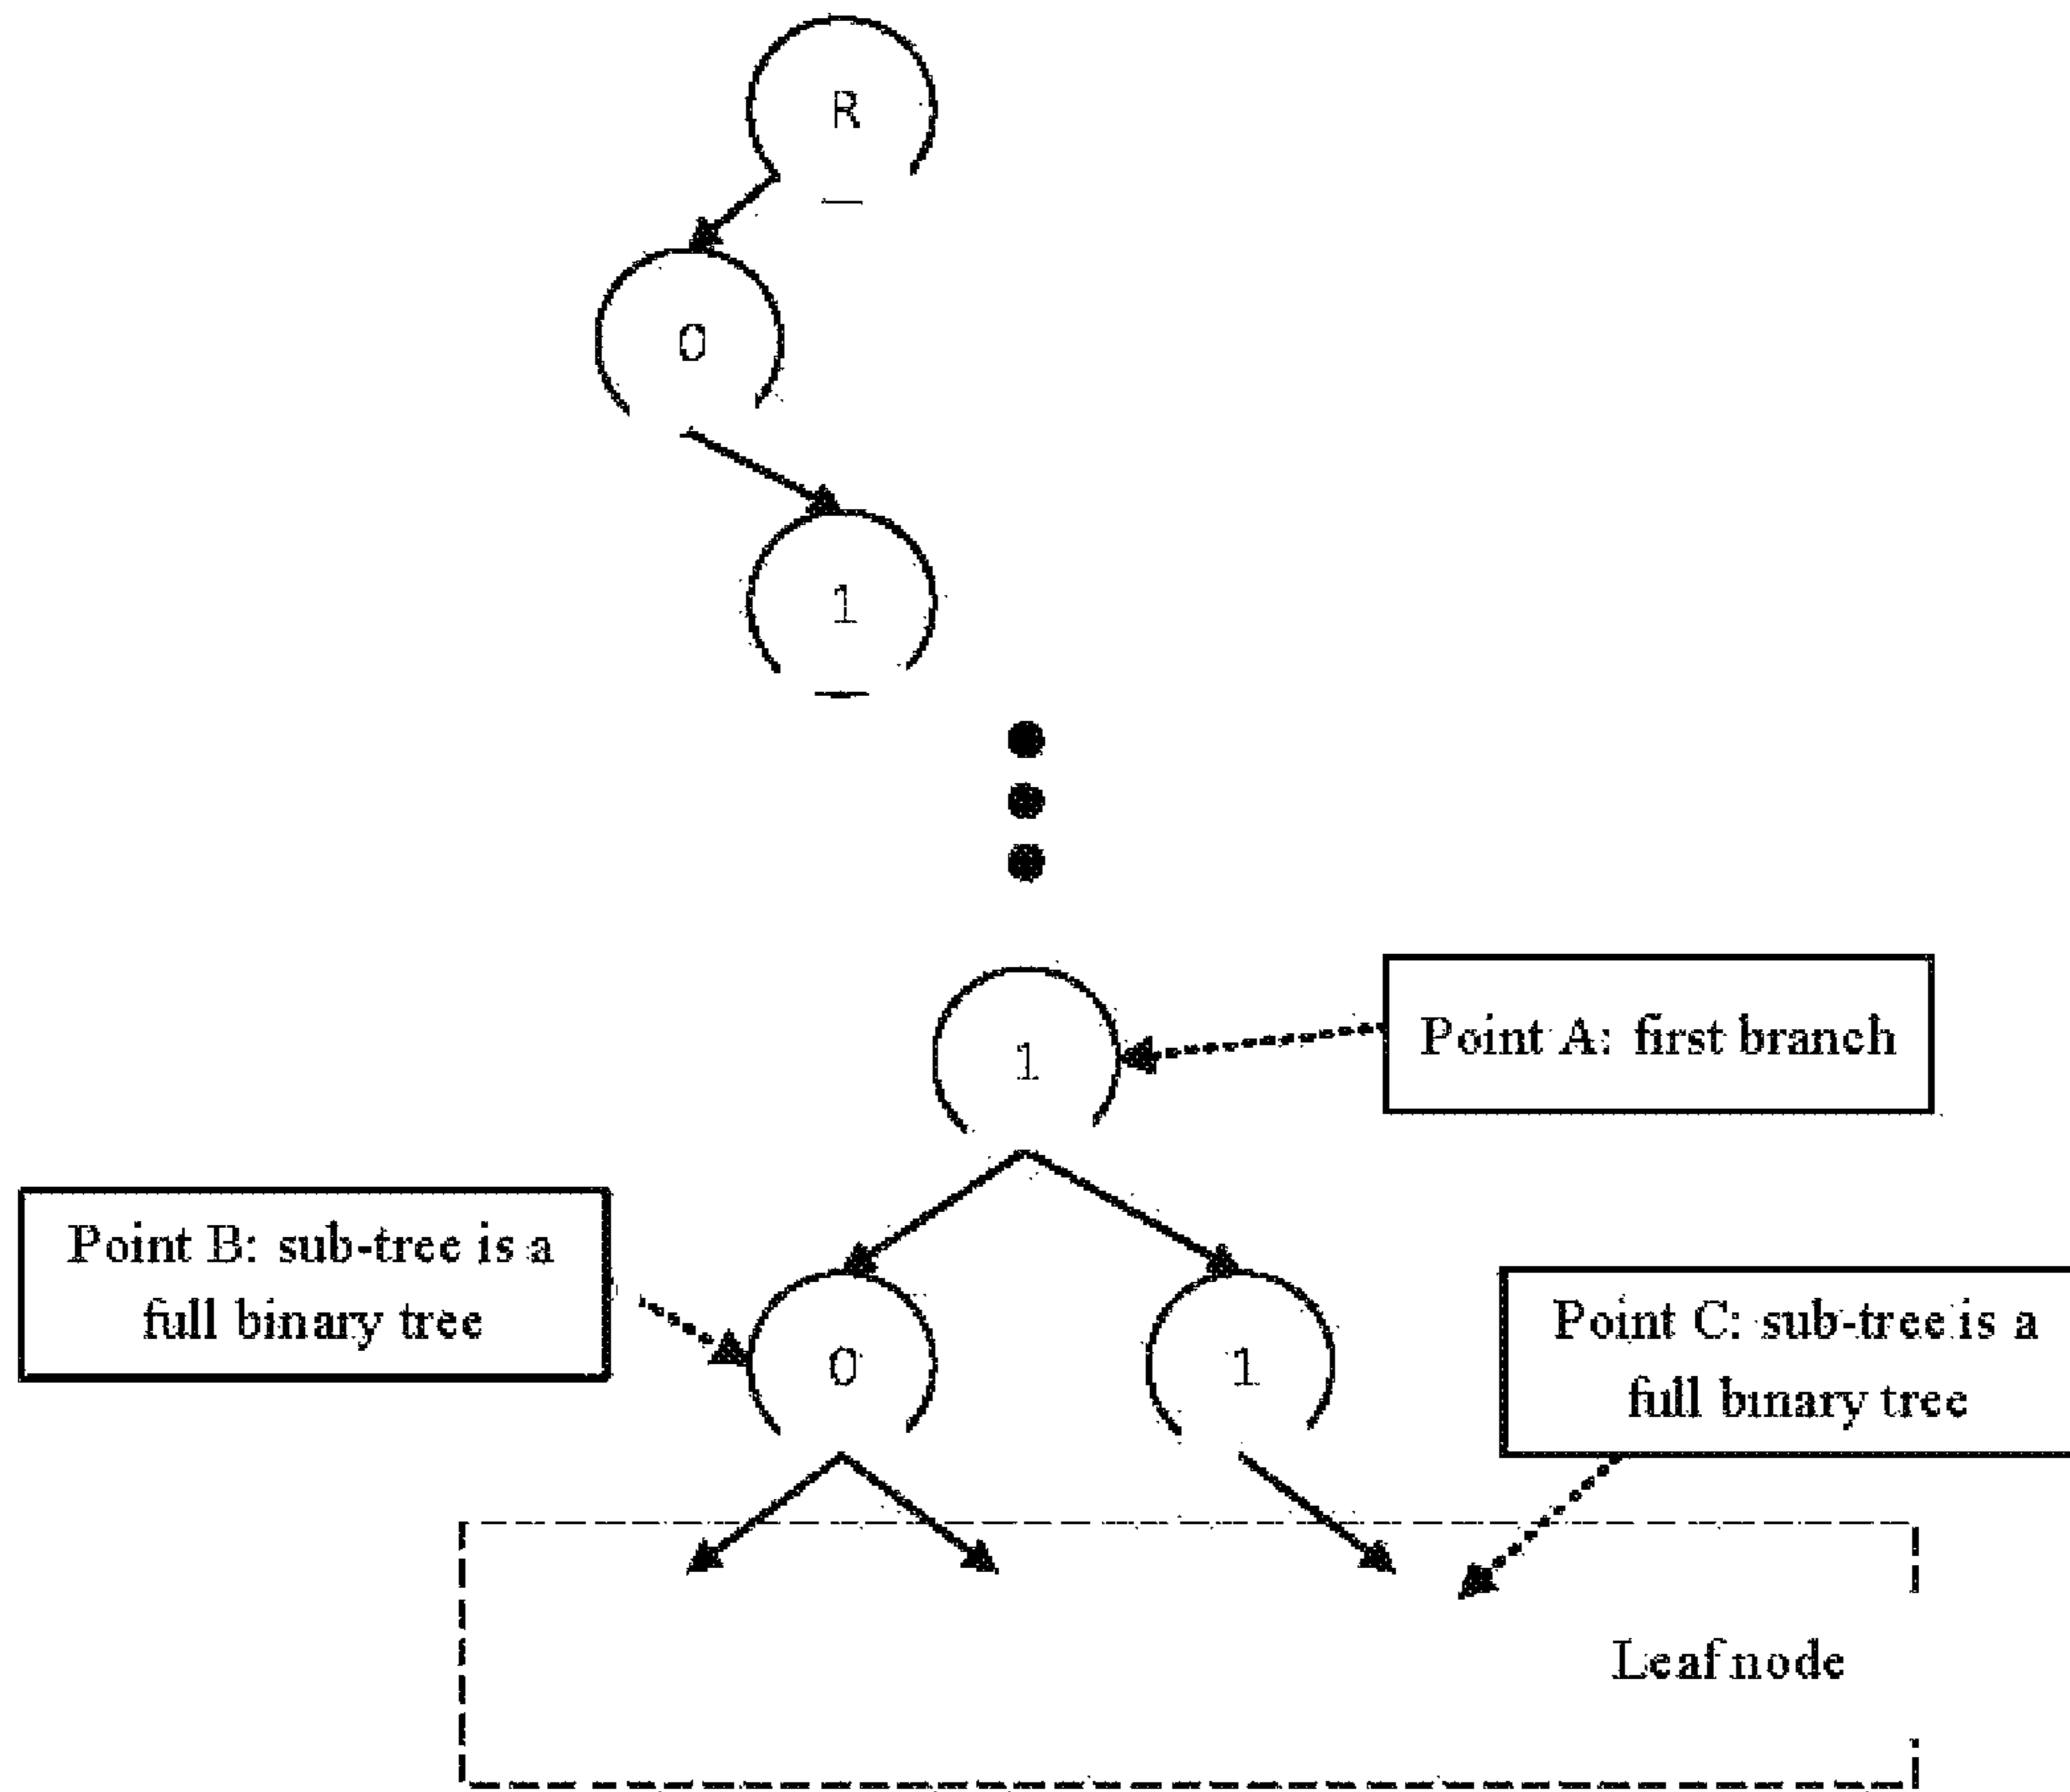 R
0
1
1
Point A: first branch
Point B: sub-tree is a
full binary tree
0
1
Point C: sub-tree is a
full binary tree
Leaf node